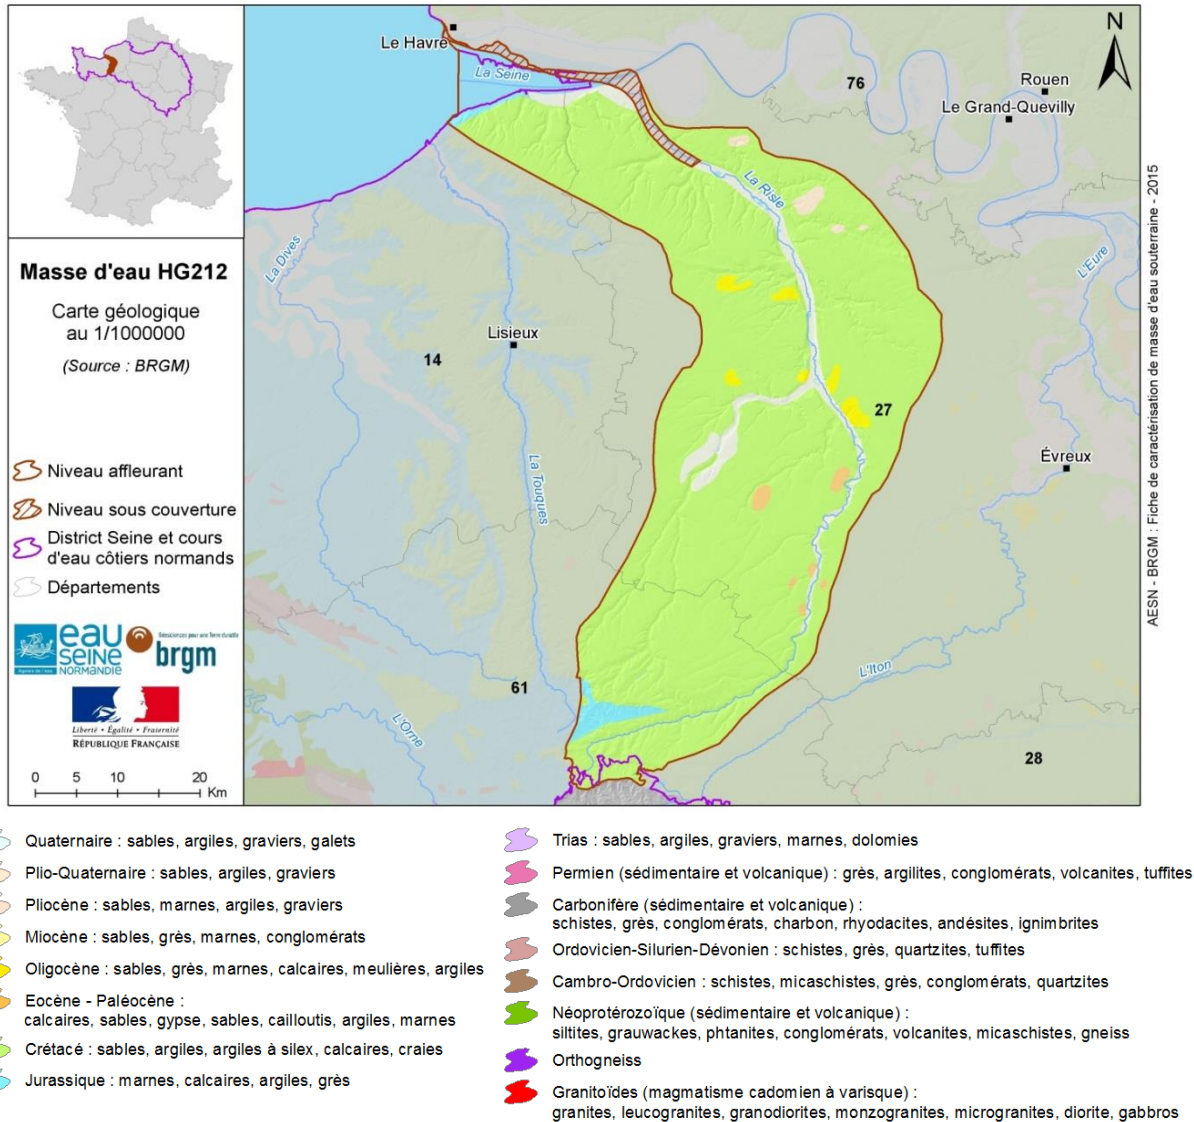 Le Havre
La Seine
76
Rouen
Le Grand-Quevilly
N
La Risle
L'Eure
La Dives
Lisieux
14
27
Évreux
La Touques
61
L'Orne
L'Iton
28
Masse d'eau HG212
Carte géologique
au 1/1000000
(Source : BRGM)
Niveau affleurant
Niveau sous couverture
District Seine et cours
d'eau côtiers normands
Départements
eau
SEINE
NORMANDIE
Géosciences pour une Terre durable
brgm
Liberté • Égalité • Fraternité
RÉPUBLIQUE FRANÇAISE
0 5 10 20
Km
AESN - BRGM : Fiche de caractérisation de masse d'eau souterraine - 2015
Quaternaire : sables, argiles, graviers, galets
Plio-Quaternaire : sables, argiles, graviers
Pliocène : sables, marnes, argiles, graviers
Miocène : sables, grès, marnes, conglomérats
Oligocène : sables, grès, marnes, calcaires, meulières, argiles
Eocène - Paléocène :
calcaires, sables, gypse, sables, cailloutis, argiles, marnes
Crétacé : sables, argiles, argiles à silex, calcaires, craies
Jurassique : marnes, calcaires, argiles, grès
Trias : sables, argiles, graviers, marnes, dolomies
Permien (sédimentaire et volcanique) : grès, argilites, conglomérats, volcanites, tuffites
Carbonifère (sédimentaire et volcanique) :
schistes, grès, conglomérats, charbon, rhyodacites, andésites, ignimbrites
Ordovicien-Silurien-Dévonien : schistes, grès, quartzites, tuffites
Cambro-Ordovicien : schistes, micaschistes, grès, conglomérats, quartzites
Néoprotérozoïque (sédimentaire et volcanique) :
siltites, grauwackes, phtanites, conglomérats, volcanites, micaschistes, gneiss
Orthogneiss
Granitoïdes (magmatisme cadomien à varisque) :
granites, leucogranites, granodiorites, monzogranites, microgranites, diorite, gabbros